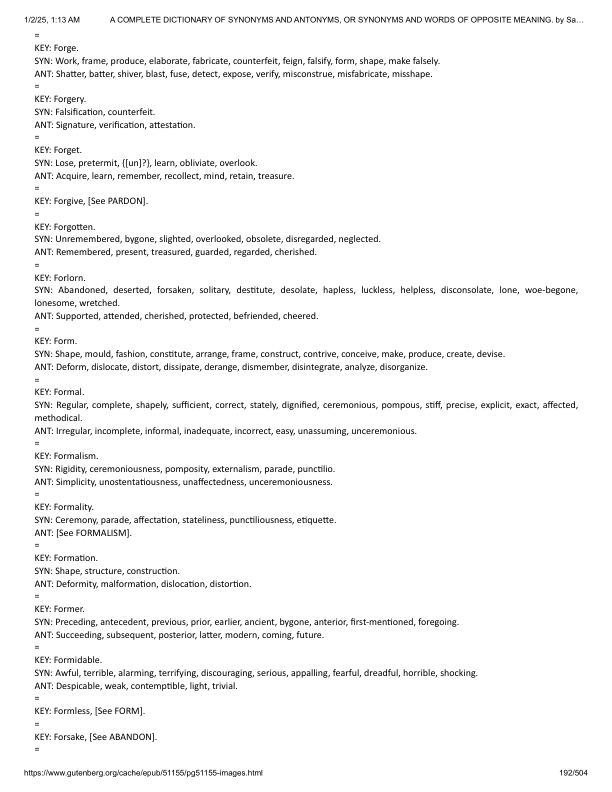 1/2/25, 1:13 AM A COMPLETE DICTIONARY OF SYNONYMS AND ANTONYMS, OR SYNONYMS AND WORDS OF OPPOSITE MEANING. by Sa…
=
KEY: Forge.
SYN: Work, frame, produce, elaborate, fabricate, counterfeit, feign, falsify, form, shape, make falsely.
ANT: Shatter, batter, shiver, blast, fuse, detect, expose, verify, misconstrue, misfabricate, misshape.
=
KEY: Forgery.
SYN: Falsification, counterfeit.
ANT: Signature, verification, attestation.
=
KEY: Forget.
SYN: Lose, pretermit, {[un]?}, learn, obliviate, overlook.
ANT: Acquire, learn, remember, recollect, mind, retain, treasure.
=
KEY: Forgive, [See PARDON].
=
KEY: Forgotten.
SYN: Unremembered, bygone, slighted, overlooked, obsolete, disregarded, neglected.
ANT: Remembered, present, treasured, guarded, regarded, cherished.
=
KEY: Forlorn.
SYN: Abandoned, deserted, forsaken, solitary, destitute, desolate, hapless, luckless, helpless, disconsolate, lone, woe-begone,
lonesome, wretched.
ANT: Supported, attended, cherished, protected, befriended, cheered.
=
KEY: Form.
SYN: Shape, mould, fashion, constitute, arrange, frame, construct, contrive, conceive, make, produce, create, devise.
ANT: Deform, dislocate, distort, dissipate, derange, dismember, disintegrate, analyze, disorganize.
=
KEY: Formal.
SYN: Regular, complete, shapely, sufficient, correct, stately, dignified, ceremonious, pompous, stiff, precise, explicit, exact, affected,
methodical.
ANT: Irregular, incomplete, informal, inadequate, incorrect, easy, unassuming, unceremonious.
=
KEY: Formalism.
SYN: Rigidity, ceremoniousness, pomposity, externalism, parade, punctilio.
ANT: Simplicity, unostentatiousness, unaffectedness, unceremoniousness.
=
KEY: Formality.
SYN: Ceremony, parade, affectation, stateliness, punctiliousness, etiquette.
ANT: [See FORMALISM].
=
KEY: Formation.
SYN: Shape, structure, construction.
ANT: Deformity, malformation, dislocation, distortion.
=
KEY: Former.
SYN: Preceding, antecedent, previous, prior, earlier, ancient, bygone, anterior, first-mentioned, foregoing.
ANT: Succeeding, subsequent, posterior, latter, modern, coming, future.
=
KEY: Formidable.
SYN: Awful, terrible, alarming, terrifying, discouraging, serious, appalling, fearful, dreadful, horrible, shocking.
ANT: Despicable, weak, contemptible, light, trivial.
=
KEY: Formless, [See FORM].
=
KEY: Forsake, [See ABANDON].
=
https://www.gutenberg.org/cache/epub/51155/pg51155-images.html 192/504